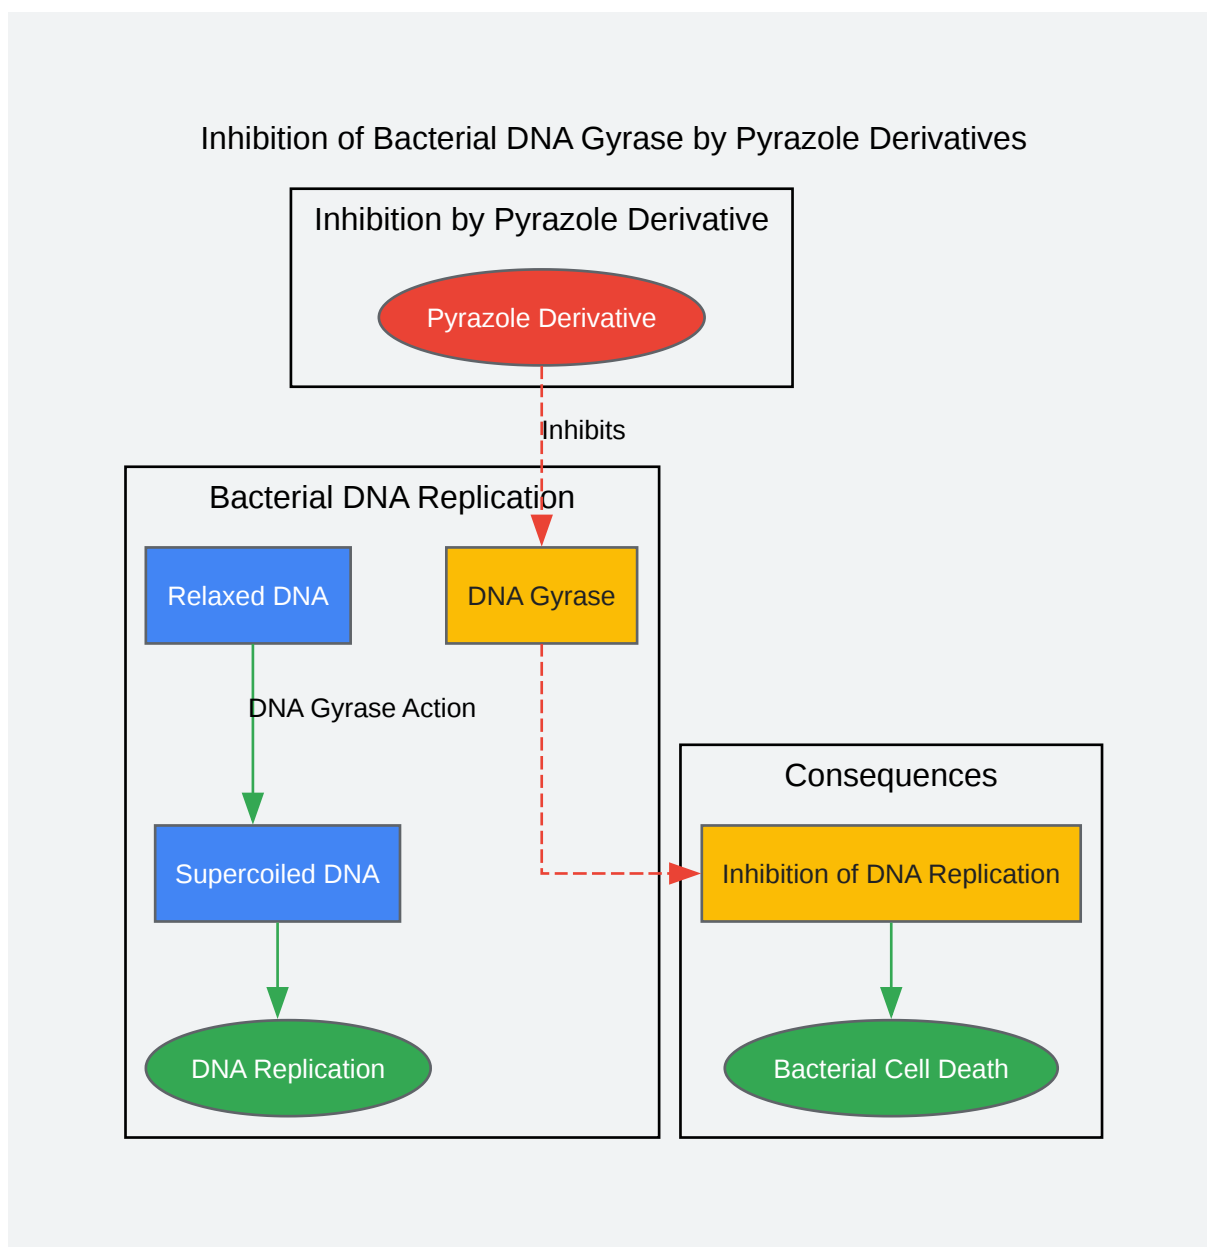 Inhibition of Bacterial DNA Gyrase by Pyrazole Derivatives
Inhibition by Pyrazole Derivative
Pyrazole Derivative
Inhibits
Bacterial DNA Replication
Relaxed DNA
DNA Gyrase
DNA Gyrase Action
Consequences
Supercoiled DNA
Inhibition of DNA Replication
DNA Replication
Bacterial Cell Death